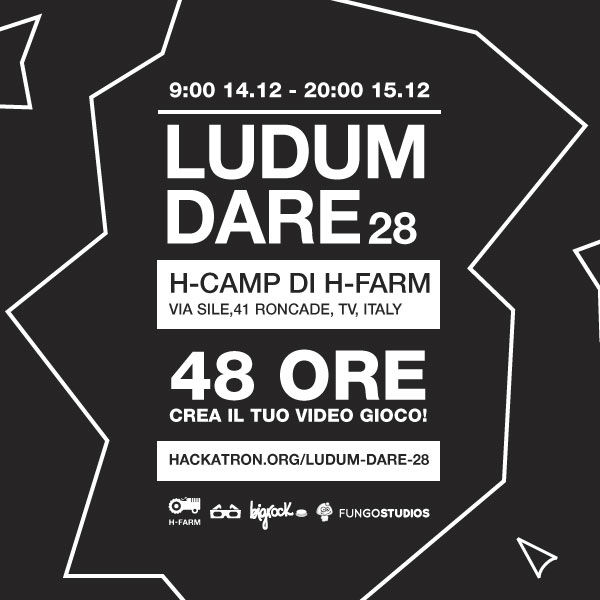 9:00 14.12 - 20:00 15.12
LUDUM
DARE 28
H-CAMP DI H-FARM
VIA SILE,41 RONCADE, TV, ITALY
48 ORE
CREA IL TUO VIDEO GIOCO!
HACKATRON.ORG/LUDUM-DARE-28
H-FARM bigrock FUNGOSTUDIOS